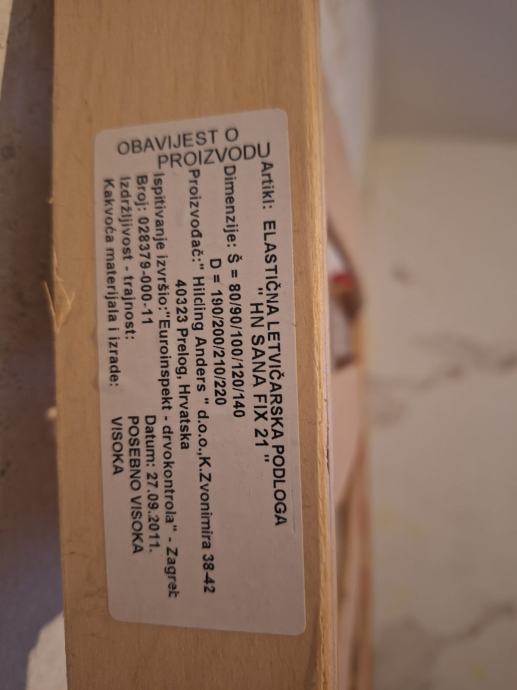 OBAVIJEST O
PROIZVODU
Artikl: ELASTIČNA LETVIČARSKA PODLOGA
"HN SANA FIX 21"
Dimenzije: Š = 80/90/100/120/140
D = 190/200/210/220
Proizvođač:" Hilding Anders " d.o.o.,K.Zvonimira 38-42
40323 Prelog, Hrvatska
Ispitivanje izvršio:"Euroinspekt - drvokontrola" - Zagreb
Broj: 028379-000-11 Datum: 27.09.2011.
Izdržljivost - trajnost: POSEBNO VISOKA
Kakvoća materijala i izrade: VISOKA